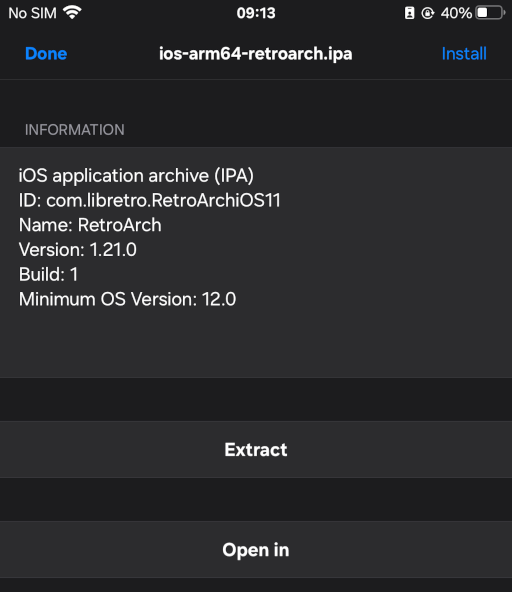 No SIM 09:13 40%
Done ios-arm64-retroarch.ipa Install
INFORMATION
iOS application archive (IPA)
ID: com.libretro.RetroArchiOS11
Name: RetroArch
Version: 1.21.0
Build: 1
Minimum OS Version: 12.0
Extract
Open in